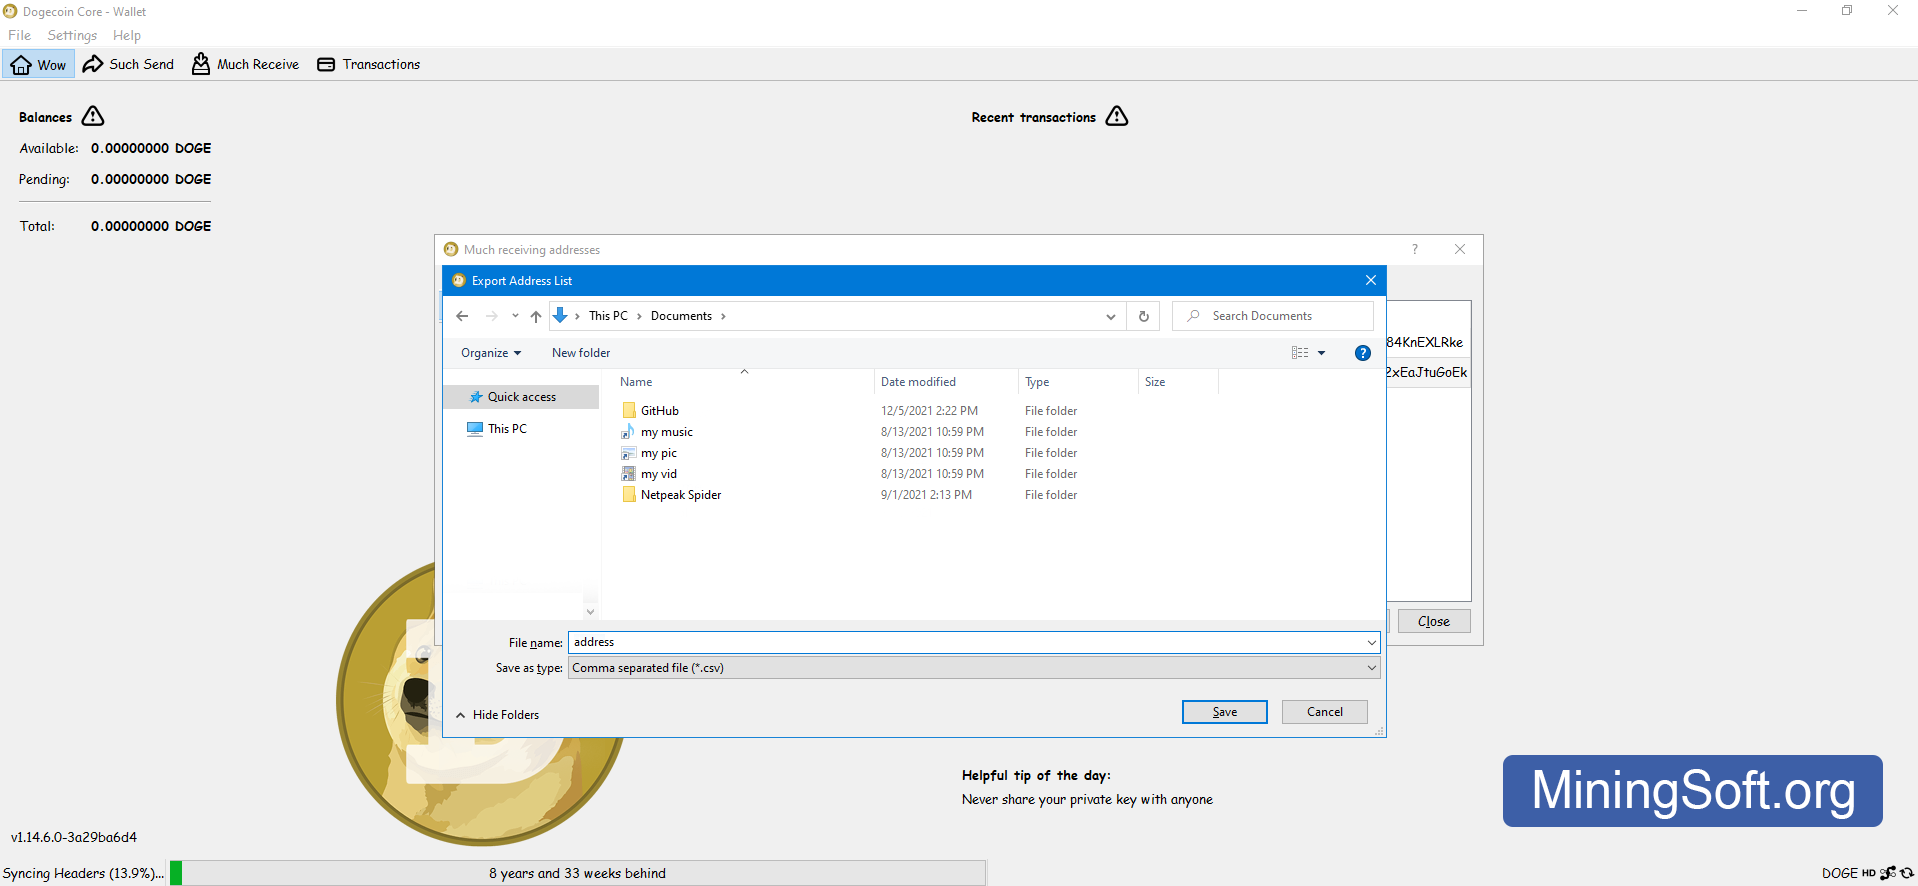 Dogecoin Core - Wallet
File Settings Help
Wow Such Send Much Receive Transactions
Balances
Available: 0.00000000 DOGE
Pending: 0.00000000 DOGE
Total: 0.00000000 DOGE
Recent transactions
Much receiving addresses ?
Export Address List
This PC > Documents > Search Documents
Organize New folder ?
Name Date modified Type Size
Quick access
This PC
GitHub 12/5/2021 2:22 PM File folder
my music 8/13/2021 10:59 PM File folder
my pic 8/13/2021 10:59 PM File folder
my vid 8/13/2021 10:59 PM File folder
Netpeak Spider 9/1/2021 2:13 PM File folder
84KnEXLRke
2xEaJtuGoEk
File name: address
Save as type: Comma separated file (*.csv)
Hide Folders Save Cancel
Close
Helpful tip of the day:
Never share your private key with anyone
MiningSoft.org
v1.14.6.0-3a29ba6d4
Syncing Headers (13.9%)... 8 years and 33 weeks behind DOGE HD